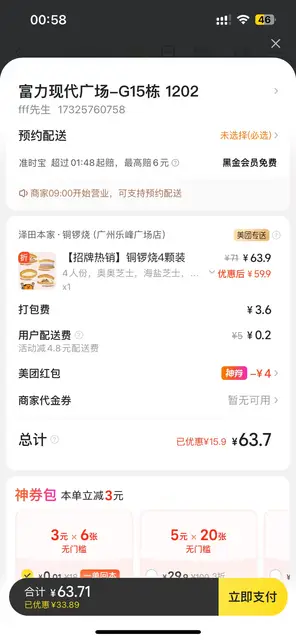 00:58
46
富力现代广场-G15栋 1202
fff先生 17325760758
预约配送 未选择(必选)
准时宝 超过01:48起赔，最高赔6元 黑金会员免费
商家09:00开始营业，可支持预约配送
泽田本家·铜锣烧 (广州乐峰广场店) 美团专送
折 【招牌热销】铜锣烧4颗装 ¥71 ¥63.9
4人份，奥奥芝士，海盐芝士，... 优惠后 ¥59.9
x1
打包费 ¥3.6
用户配送费 ¥5 ¥0.2
活动减4.8元配送费
美团红包 神券 -¥4
商家代金券 暂无可用
总计 已优惠¥15.9 ¥63.7
神券包 本单立减3元
3元×6张 5元×20张
无门槛 无门槛
¥0.01 ¥18 一单回本 ¥29.9
合计 ¥63.71 立即支付
已优惠¥33.89